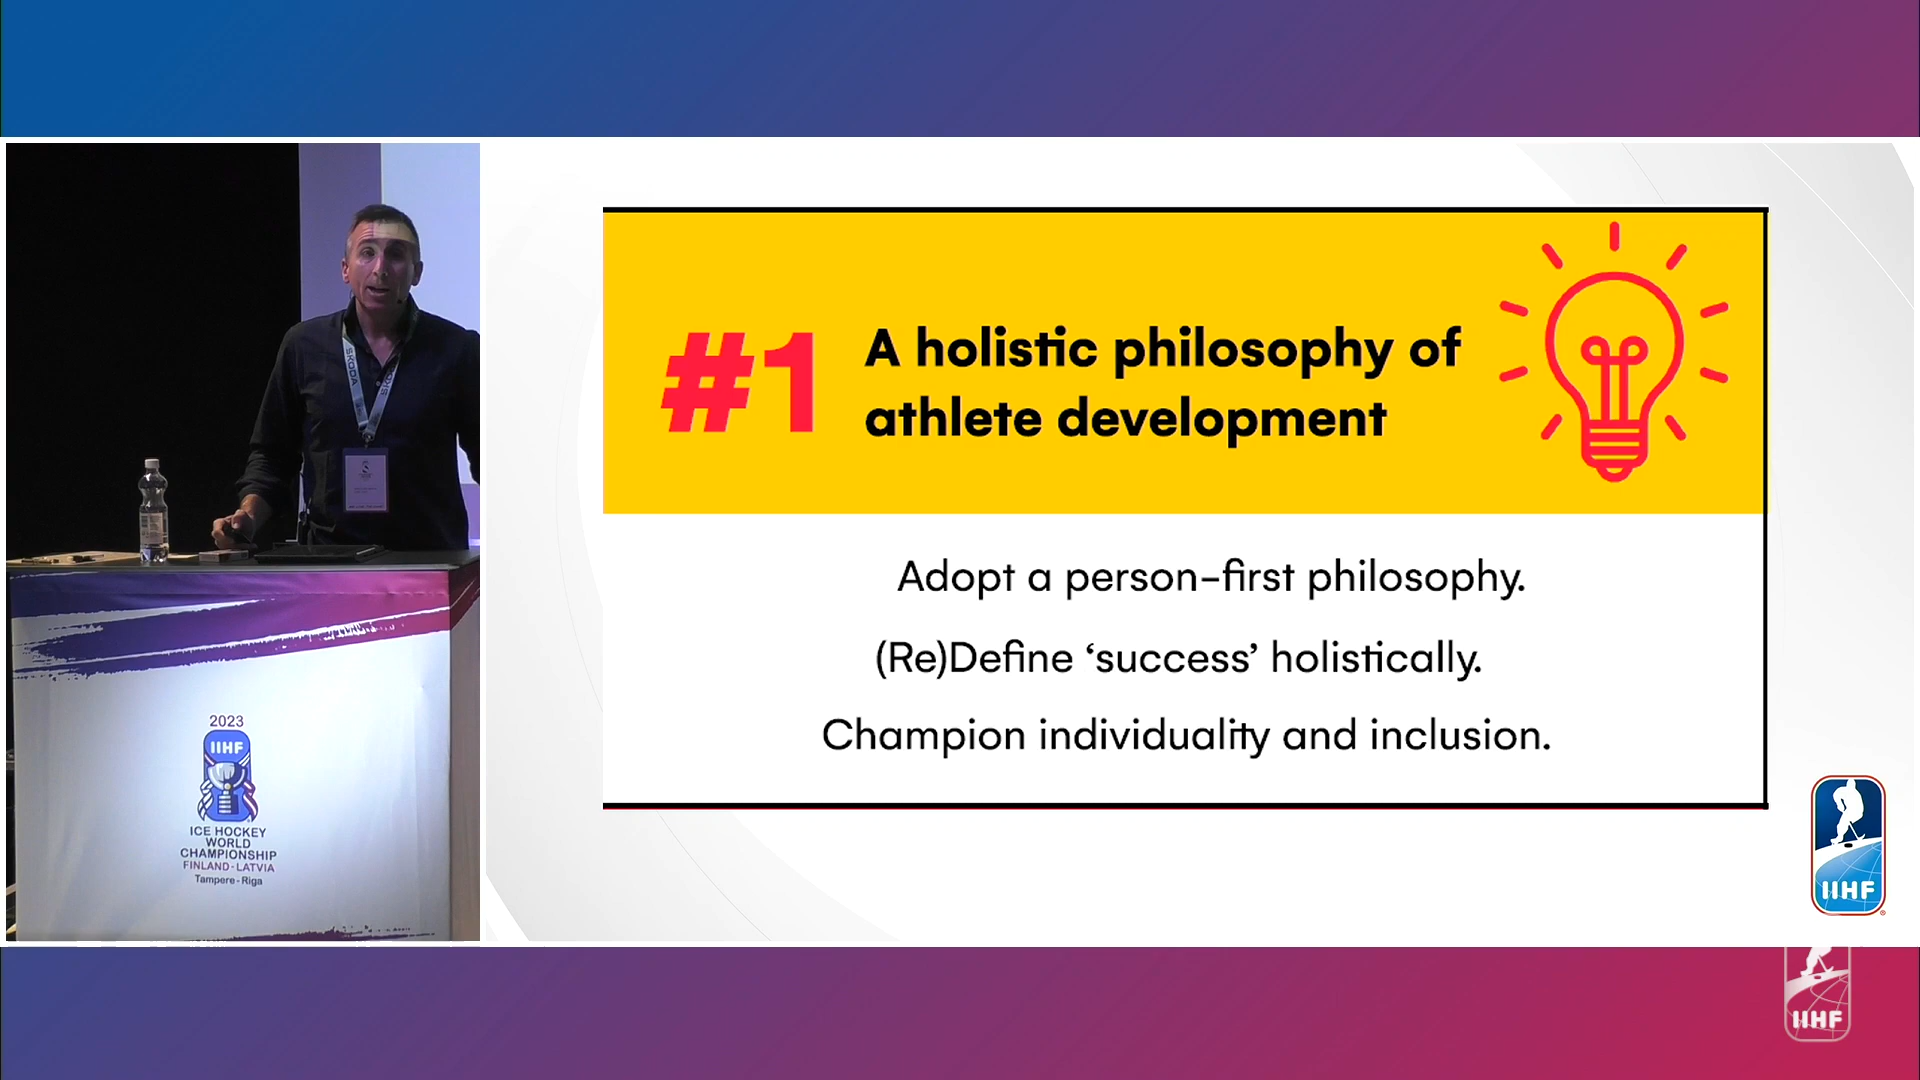 #1
A holistic philosophy of
athlete development
Adopt a person-first philosophy.
(Re)Define ‘success’ holistically.
Champion individuality and inclusion.
IIHF
IIHF
SKODA
2023
IIHF
ICE HOCKEY
WORLD
CHAMPIONSHIP
FINLAND - LATVIA
Tampere - Riga